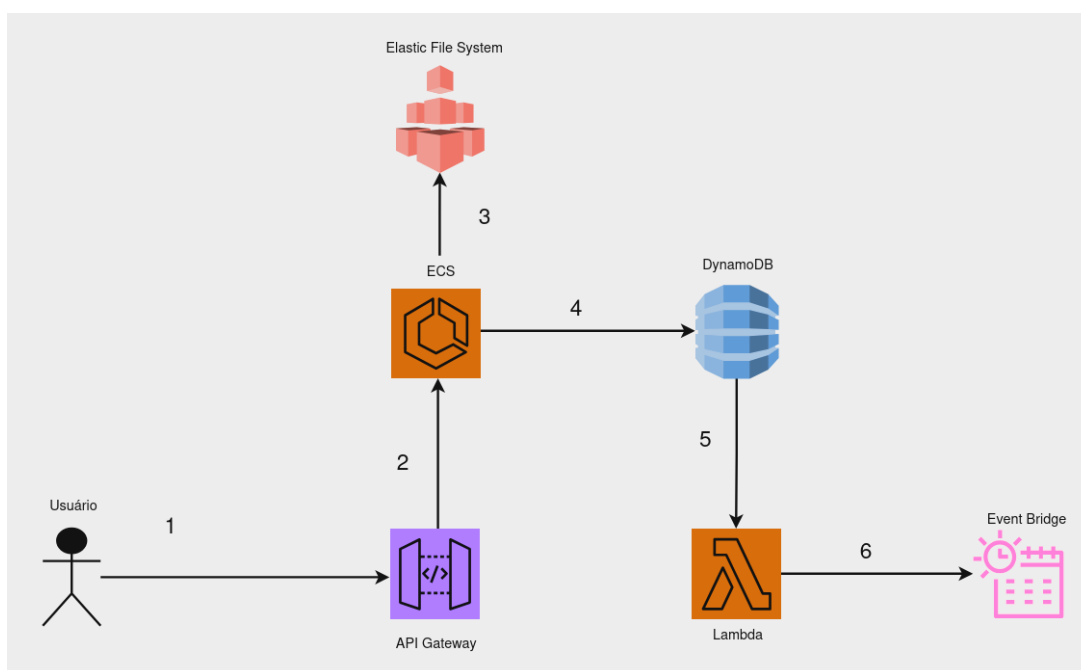 Elastic File System
3
ECS
DynamoDB
4
2
5
Usuário
1
Event Bridge
6
</>
API Gateway
Lambda